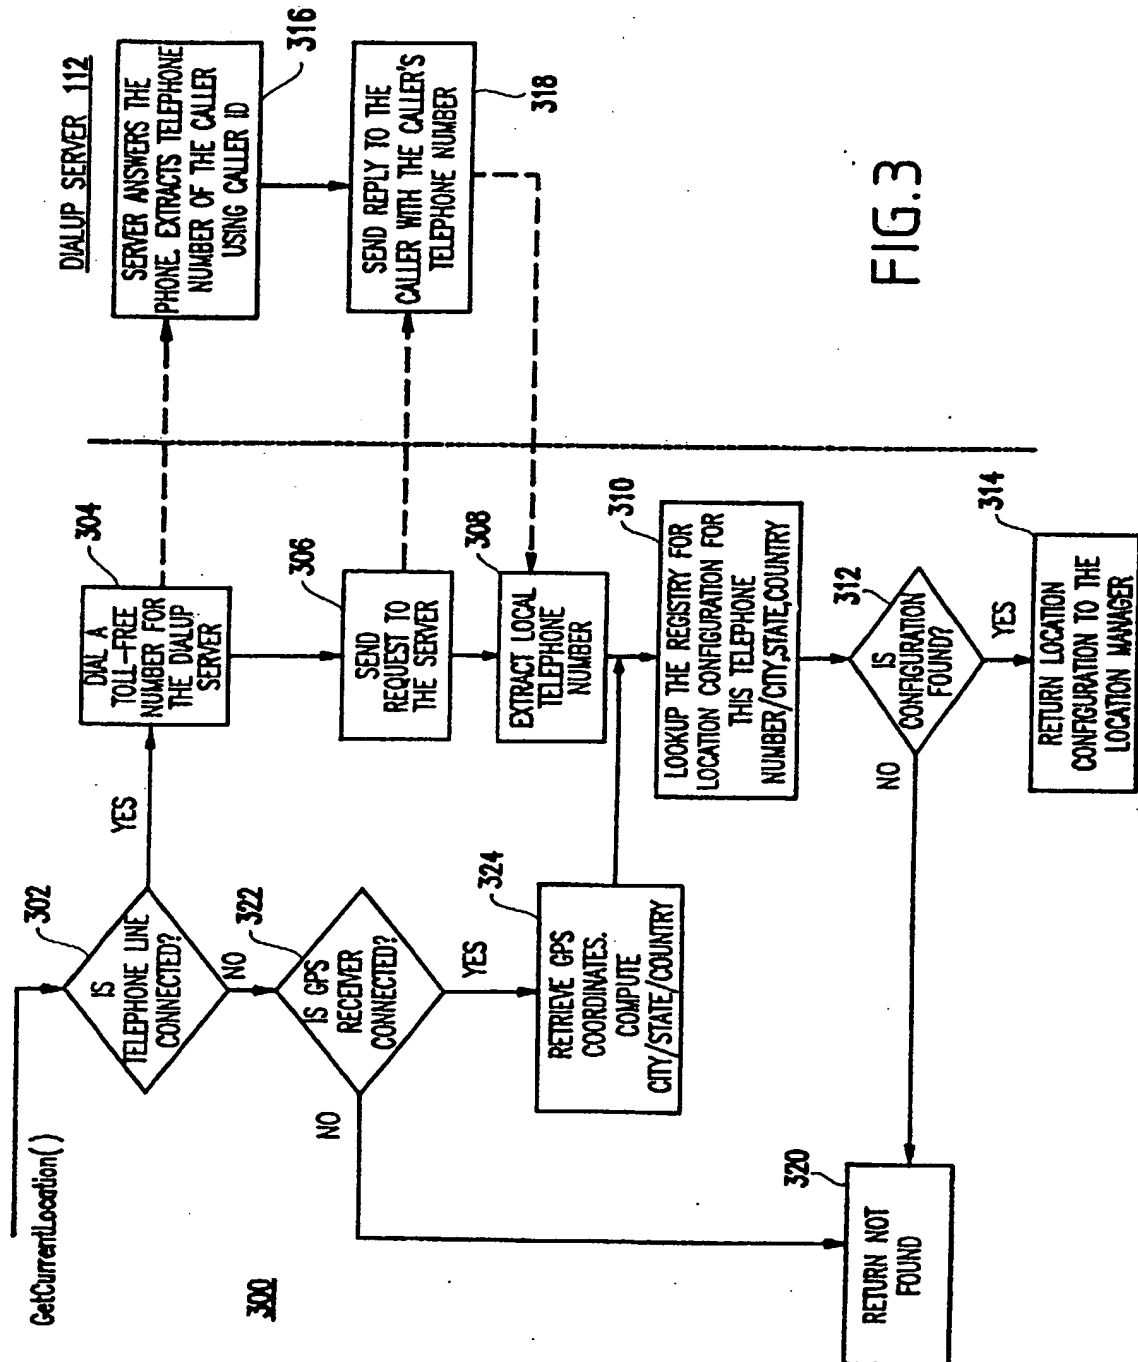 GetCurrentLocation()
300
302
IS
TELEPHONE LINE
CONNECTED?
YES
NO
304
DIAL A
TOLL-FREE
NUMBER FOR
THE DIALUP
SERVER
DIALUP SERVER 112
SERVER ANSWERS THE
PHONE. EXTRACTS TELEPHONE
NUMBER OF THE CALLER
USING CALLER ID
316
322
IS GPS
RECEIVER
CONNECTED?
YES
NO
306
SEND
REQUEST TO
THE SERVER
SEND REPLY TO THE
CALLER WITH THE CALLER'S
TELEPHONE NUMBER
318
308
EXTRACT LOCAL
TELEPHONE
NUMBER
324
RETRIEVE GPS
COORDINATES.
COMPUTE
CITY/STATE/COUNTRY
310
LOOKUP THE REGISTRY FOR
LOCATION CONFIGURATION FOR
THIS TELEPHONE
NUMBER/CITY,STATE,COUNTRY
312
IS
CONFIGURATION
FOUND?
NO
YES
320
RETURN NOT
FOUND
314
RETURN LOCATION
CONFIGURATION TO THE
LOCATION MANAGER
FIG.3